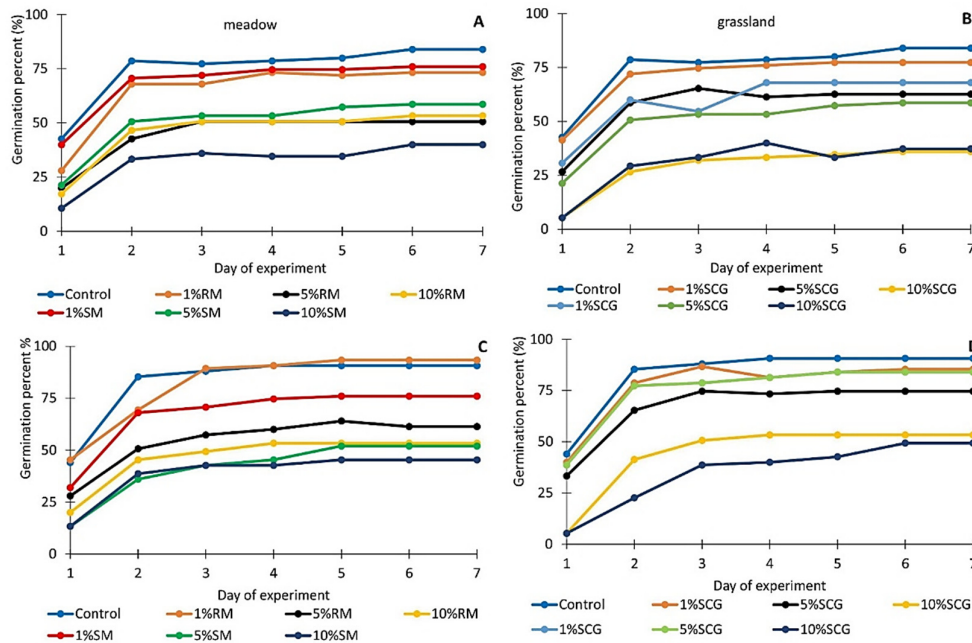 meadow
A
Germination percent (%)
100
75
50
25
0
1 2 3 4 5 6 7
Day of experiment
Control 1%RM 5%RM 10%RM
1%SM 5%SM 10%SM
grassland
B
Germination percent (%)
100
75
50
25
0
1 2 3 4 5 6 7
Day of experiment
Control 1%SCG 5%SCG 10%SCG
1%SCG 5%SCG 10%SCG
C
Germination percent %
100
75
50
25
0
1 2 3 4 5 6 7
Day of experiment
Control 1%RM 5%RM 10%RM
1%SM 5%SM 10%SM
D
Germination percent (%)
100
75
50
25
0
1 2 3 4 5 6 7
Day of experiment
Control 1%SCG 5%SCG 10%SCG
1%SCG 5%SCG 10%SCG